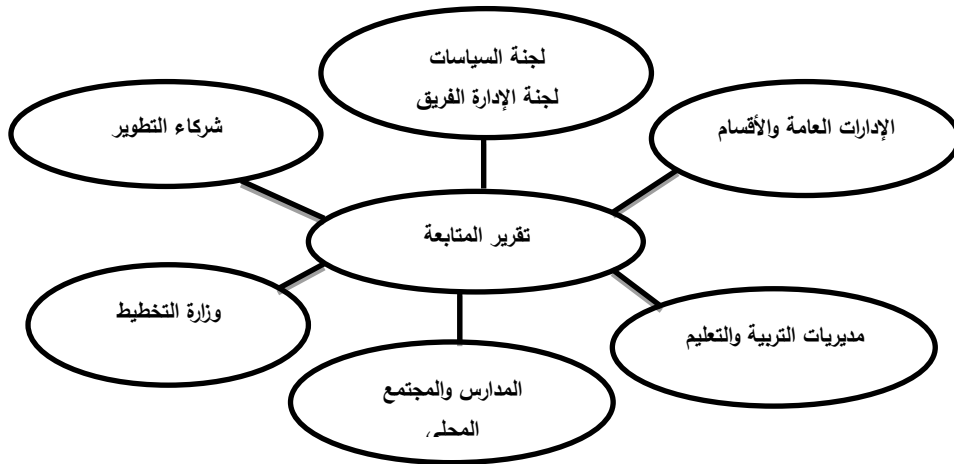 لجنة السياسات
لجنة الإدارة الفريق
الإدارات العامة والأقسام
شركاء التطوير
تقرير المتابعة
وزارة التخطيط
مديريات التربية والتعليم
المدارس والمجتمع
المحلي